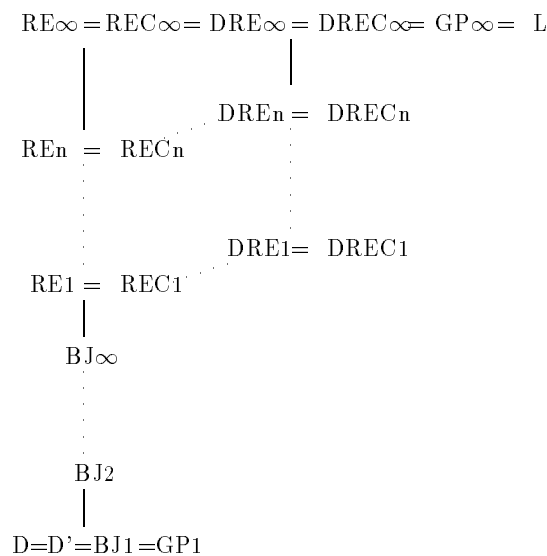 RE∞ = REC∞ = DRE∞ = DREC∞ = GP∞ = L
DREn = DRECn
REn = RECn
DRE1 = DREC1
RE1 = REC1
BJ∞
BJ2
D=D'=BJ1=GP1